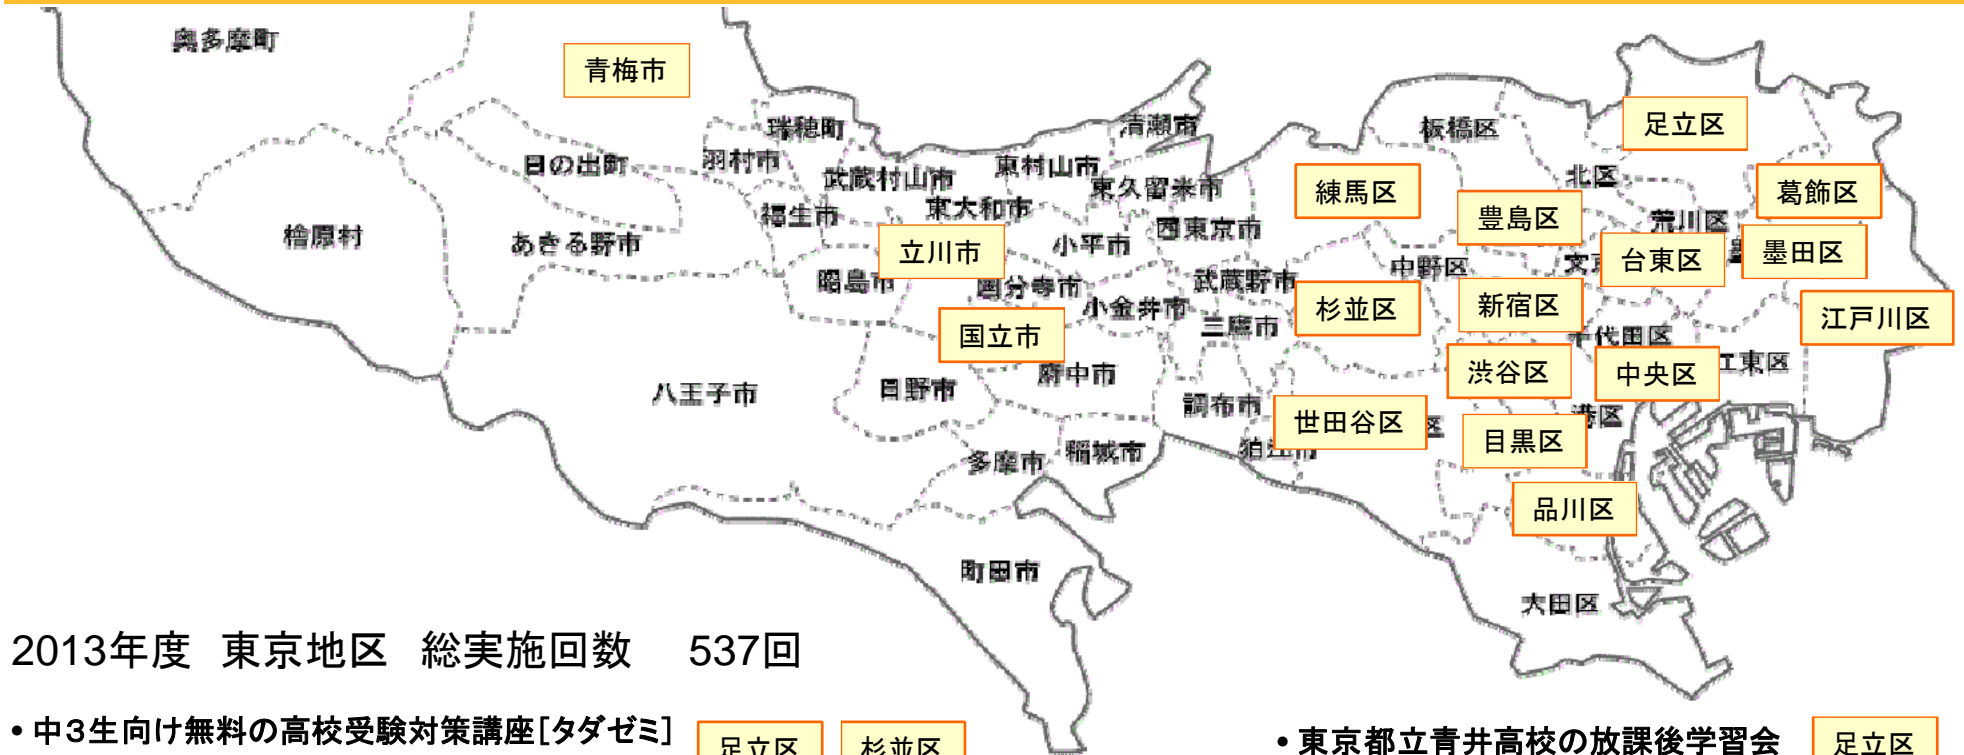 奥多摩町
青梅市
足立区
瑞穂町
清瀬市
板橋区
日の出町
羽村市
武蔵村山市
東村山市
東久留米市
練馬区
北区
葛飾区
福生市
東大和市
西東京市
豊島区
荒川区
檜原村
あきる野市
立川市
小平市
中野区
台東区
墨田区
昭島市
国分寺市
小金井市
武蔵野市
杉並区
新宿区
江戸川区
国立市
三鷹市
千代田区
八王子市
日野市
府中市
渋谷区
中央区
江東区
調布市
世田谷区
区
目黒区
港区
多摩市
稲城市
狛江市
品川区
町田市
大田区
2013年度 東京地区 総実施回数 537回
• 中3生向け無料の高校受験対策講座[タダゼミ] 足立区 杉並区
• 東京都立青井高校の放課後学習会 足立区